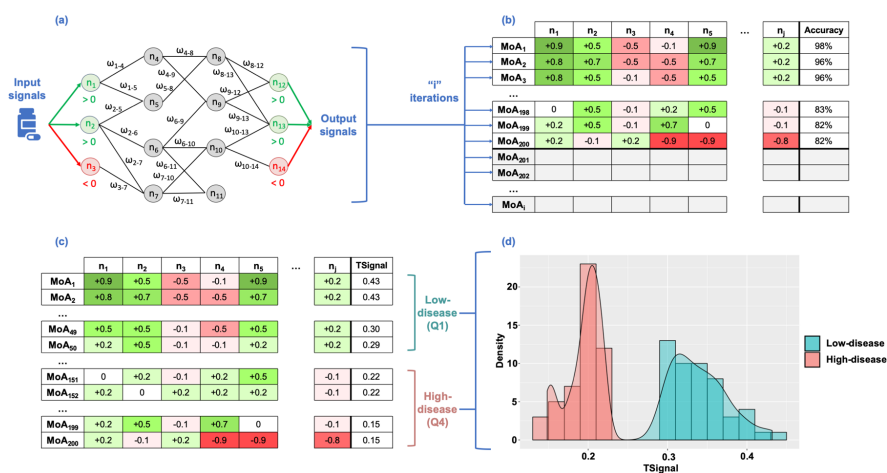 (a)
Input
signals
n1
> 0
n2
> 0
n3
< 0
n4
n5
n6
n7
n8
n9
n10
n11
n12
> 0
n13
> 0
n14
< 0
ω1-4
ω1-5
ω2-5
ω2-6
ω2-7
ω3-7
ω4-8
ω4-9
ω5-8
ω6-9
ω6-10
ω6-11
ω7-10
ω7-11
ω8-12
ω8-13
ω9-12
ω9-13
ω10-13
ω10-14
Output
signals
"i"
iterations
(b)
n1 n2 n3 n4 n5 ... nj Accuracy
MoA1 +0.9 +0.5 -0.5 -0.1 +0.9 +0.2 98%
MoA2 +0.8 +0.7 -0.5 -0.5 +0.7 +0.2 96%
MoA3 +0.8 +0.5 -0.1 -0.5 +0.5 +0.2 96%
...
MoA198 0 +0.5 -0.1 +0.2 +0.5 -0.1 83%
MoA199 +0.2 +0.5 -0.1 +0.7 0 -0.1 82%
MoA200 +0.2 -0.1 +0.2 -0.9 -0.9 -0.8 82%
MoA201
MoA202
...
MoAi
(c)
n1 n2 n3 n4 n5 ... nj TSignal
MoA1 +0.9 +0.5 -0.5 -0.1 +0.9 +0.2 0.43
MoA2 +0.8 +0.7 -0.5 -0.5 +0.7 +0.2 0.43
...
MoA49 +0.5 +0.5 -0.1 -0.5 +0.5 +0.2 0.30
MoA50 +0.2 +0.5 -0.1 -0.1 +0.2 +0.2 0.29
...
MoA151 0 +0.2 -0.1 +0.2 +0.5 -0.1 0.22
MoA152 +0.2 0 -0.1 +0.2 +0.2 -0.1 0.22
...
MoA199 +0.2 +0.5 -0.1 +0.7 0 -0.1 0.15
MoA200 +0.2 -0.1 +0.2 -0.9 -0.9 -0.8 0.15
Low-
disease
(Q1)
High-
disease
(Q4)
(d)
Density
20
15
10
5
0
0.2 0.3 0.4
TSignal
Low-disease
High-disease